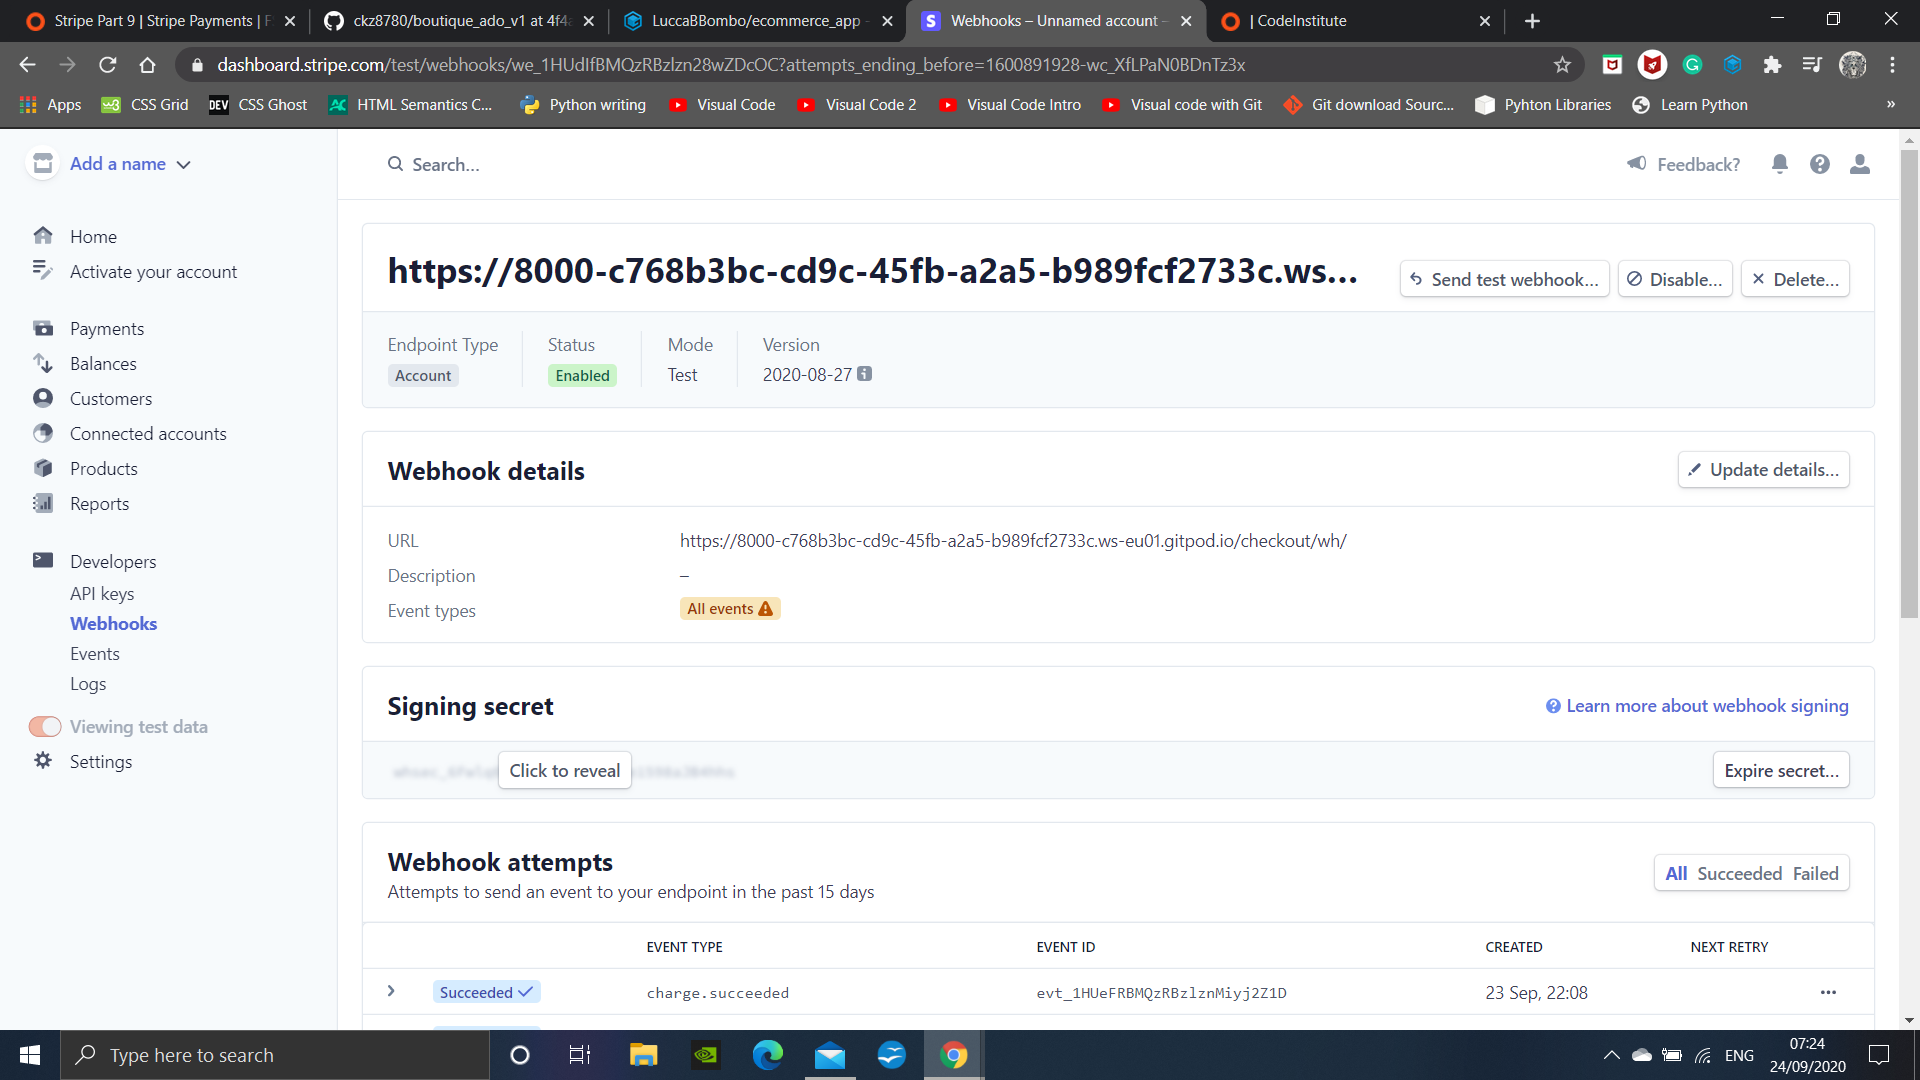 Stripe Part 9 | Stripe Payments | F
ckz8780/boutique_ado_v1 at 4f4
LuccaBBombo/ecommerce_app -
Webhooks – Unnamed account –
| CodeInstitute
dashboard.stripe.com/test/webhooks/we_1HUdIfBMQzRBzlzn28wZDcOC?attempts_ending_before=1600891928-wc_XfLPaN0BDnTz3x
Apps
CSS Grid
DEV
CSS Ghost
HTML Semantics C...
Python writing
Visual Code
Visual Code 2
Visual Code Intro
Visual code with Git
Git download Sourc...
Pyhton Libraries
Learn Python
»
Add a name
Search...
Feedback?
Home
Activate your account
Payments
Balances
Customers
Connected accounts
Products
Reports
Developers
API keys
Webhooks
Events
Logs
Viewing test data
Settings
https://8000-c768b3bc-cd9c-45fb-a2a5-b989fcf2733c.ws...
Send test webhook...
Disable...
Delete...
Endpoint Type
Account
Status
Enabled
Mode
Test
Version
2020-08-27
Webhook details
Update details...
URL
https://8000-c768b3bc-cd9c-45fb-a2a5-b989fcf2733c.ws-eu01.gitpod.io/checkout/wh/
Description
–
Event types
All events
Signing secret
Learn more about webhook signing
Click to reveal
Expire secret...
Webhook attempts
Attempts to send an event to your endpoint in the past 15 days
All Succeeded Failed
EVENT TYPE
EVENT ID
CREATED
NEXT RETRY
Succeeded
charge.succeeded
evt_1HUeFRBMQzRBzlznMiyj2Z1D
23 Sep, 22:08
Type here to search
ENG
07:24
24/09/2020